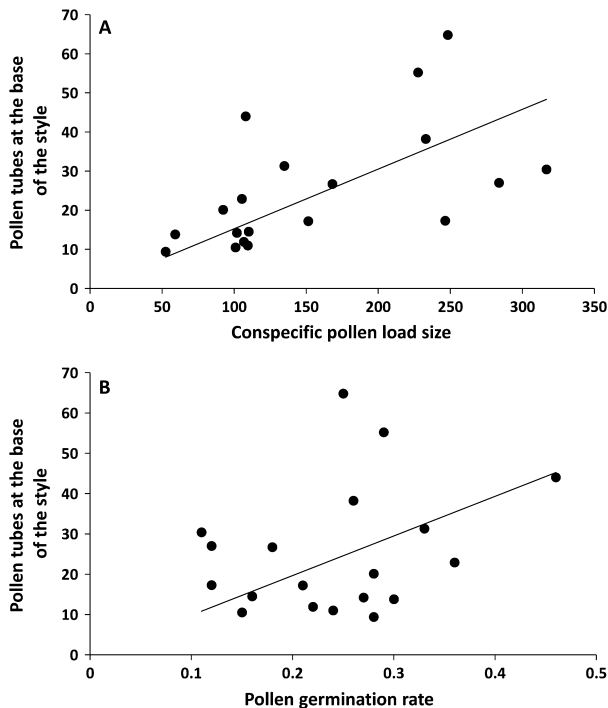 A
Pollen tubes at the base
of the style
70
60
50
40
30
20
10
0
0 50 100 150 200 250 300 350
Conspecific pollen load size
B
Pollen tubes at the base
of the style
70
60
50
40
30
20
10
0
0 0.1 0.2 0.3 0.4 0.5
Pollen germination rate